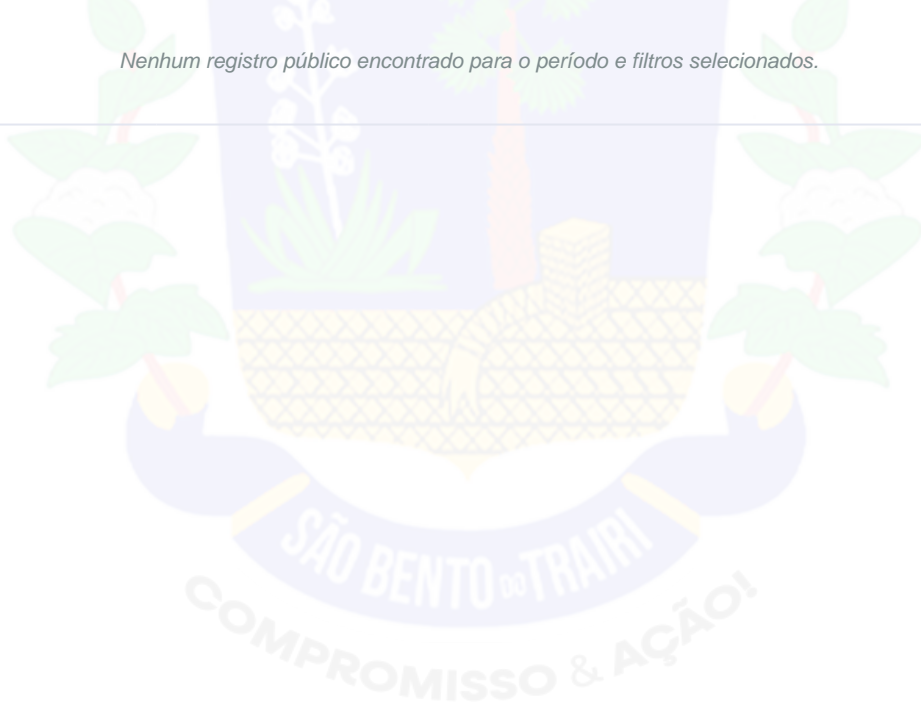 Nenhum registro público encontrado para o período e filtros selecionados.
SÃO BENTO DO TRAIRI
COMPROMISSO & AÇÃO!